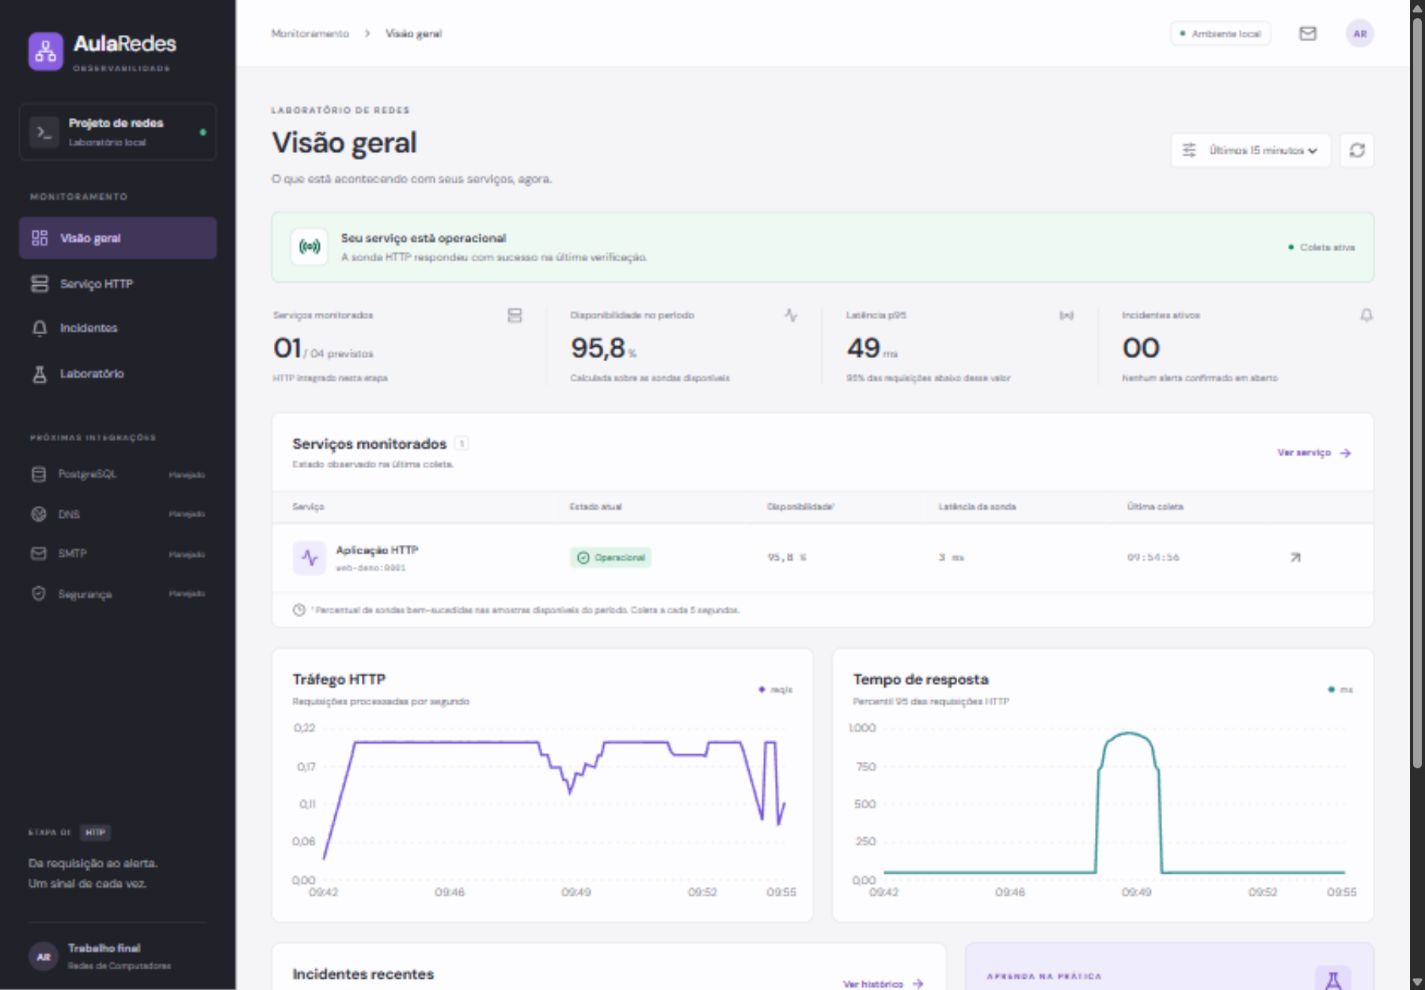 AulaRedes
OBSERVABILIDADE
Projeto de redes
Laboratório local
MONITORAMENTO
Visão geral
Serviço HTTP
Incidentes
Laboratório
PRÓXIMAS INTEGRAÇÕES
PostgreSQL Planejado
DNS Planejado
SMTP Planejado
Segurança Planejado
ETAPA 01 HTTP
Da requisição ao alerta.
Um sinal de cada vez.
AR Trabalho final
Redes de Computadores
Monitoramento > Visão geral
Ambiente local
AR
LABORATÓRIO DE REDES
Visão geral
O que está acontecendo com seus serviços, agora.
Últimos 15 minutos
Seu serviço está operacional
A sonda HTTP respondeu com sucesso na última verificação.
Coleta ativa
Serviços monitorados
01 / 04 previstos
HTTP integrado nesta etapa
Disponibilidade no período
95,8 %
Calculada sobre as sondas disponíveis
Latência p95
49 ms
95% das requisições abaixo desse valor
Incidentes ativos
00
Nenhum alerta confirmado em aberto
Serviços monitorados 1
Estado observado na última coleta.
Ver serviço →
Serviço Estado atual Disponibilidade¹ Latência da sonda Última coleta
Aplicação HTTP
web-demo:8081
Operacional 95,8 % 3 ms 09:54:56
¹ Percentual de sondas bem-sucedidas nas amostras disponíveis do período. Coleta a cada 5 segundos.
Tráfego HTTP
Requisições processadas por segundo
req/s
0,22
0,17
0,11
0,06
0,00
09:42 09:46 09:49 09:52 09:55
Tempo de resposta
Percentil 95 das requisições HTTP
ms
1.000
750
500
250
0,00
09:42 09:46 09:49 09:52 09:55
Incidentes recentes
Ver histórico →
APRENDA NA PRÁTICA